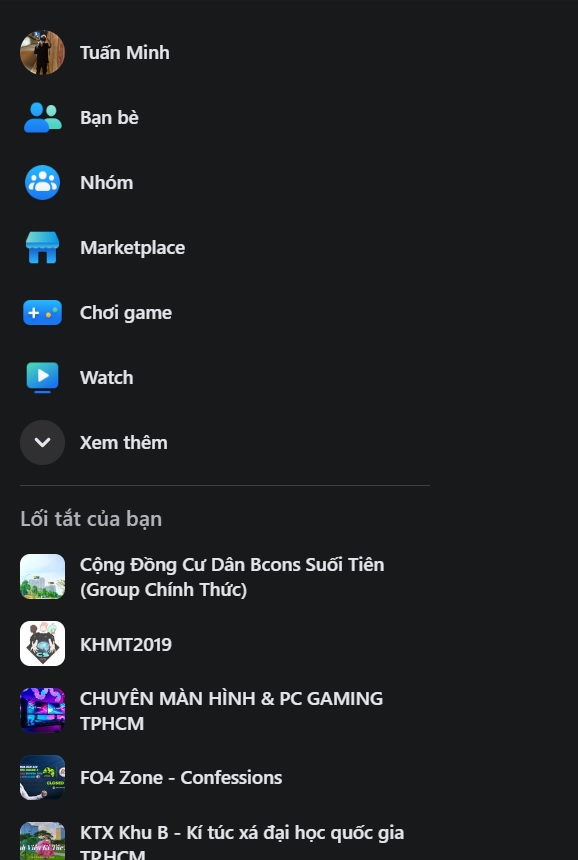 Tuấn Minh
Bạn bè
Nhóm
Marketplace
Chơi game
Watch
Xem thêm
Lối tắt của bạn
Cộng Đồng Cư Dân Bcons Suối Tiên
(Group Chính Thức)
KHMT2019
CHUYÊN MÀN HÌNH & PC GAMING
TPHCM
FO4 Zone - Confessions
KTX Khu B - Kí túc xá đại học quốc gia
TPHCM